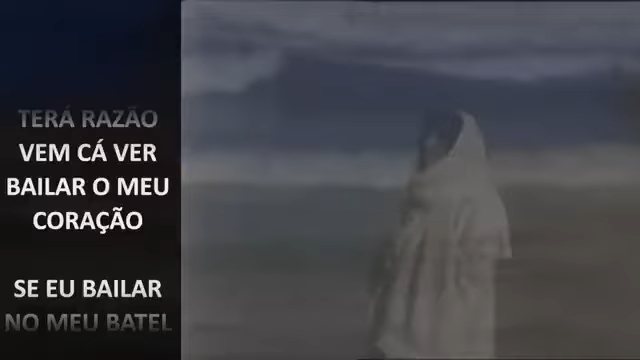 TERÁ RAZÃO
VEM CÁ VER
BAILAR O MEU
CORAÇÃO
SE EU BAILAR
NO MEU BATEL